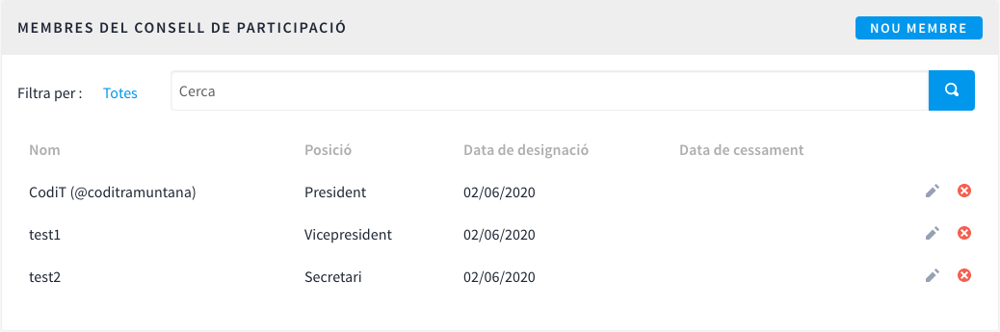 MEMBRES DEL CONSELL DE PARTICIPACIÓ NOU MEMBRE
Filtra per : Totes Cerca
Nom Posició Data de designació Data de cessament
CodiT (@coditramuntana) President 02/06/2020
test1 Vicepresident 02/06/2020
test2 Secretari 02/06/2020